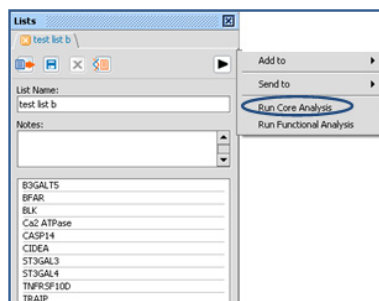 Lists
test list b
Add to
Send to
Run Core Analysis
Run Functional Analysis
List Name:
test list b
Notes:
B3GALT5
BFAR
BLK
Ca2 ATPase
CASP14
CIDEA
ST3GAL3
ST3GAL4
TNFRSF10D
TRAIP